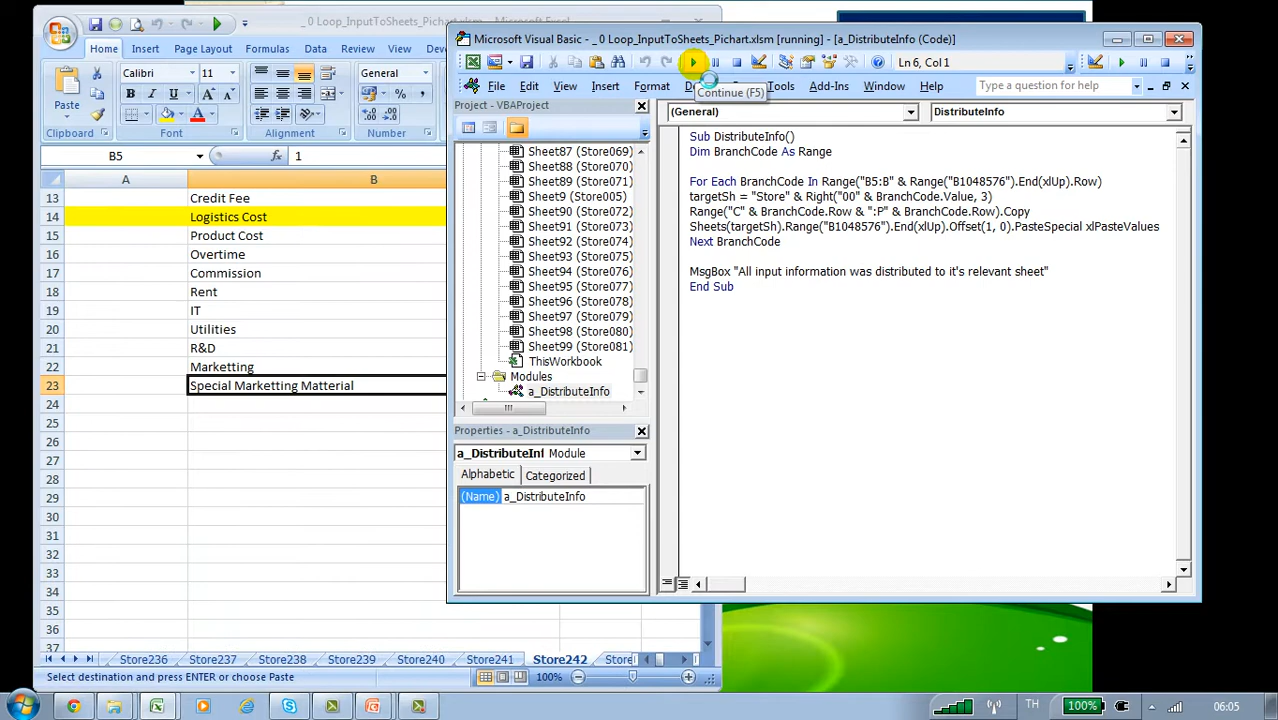 _ 0 Loop_InputToSheets_Pichart.xlsm - Microsoft Excel
Home Insert Page Layout Formulas Data Review View
Paste
Clipboard
Calibri 11
B I U
Font
Alignment
General
$ % ,
Number
B5 fx 1
A B
13 Credit Fee
14 Logistics Cost
15 Product Cost
16 Overtime
17 Commission
18 Rent
19 IT
20 Utilities
21 R&D
22 Marketting
23 Special Marketting Matterial
24
25
26
27
28
29
30
31
32
33
34
35
36
37
Store236 Store237 Store238 Store239 Store240 Store241 Store242 Store
Select destination and press ENTER or choose Paste 100%
Microsoft Visual Basic - _ 0 Loop_InputToSheets_Pichart.xlsm [running] - [a_DistributeInfo (Code)]
Ln 6, Col 1
File Edit View Insert Format De Tools Add-Ins Window Help Type a question for help
Continue (F5)
Project - VBAProject
Sheet87 (Store069)
Sheet88 (Store070)
Sheet89 (Store071)
Sheet9 (Store005)
Sheet90 (Store072)
Sheet91 (Store073)
Sheet92 (Store074)
Sheet93 (Store075)
Sheet94 (Store076)
Sheet95 (Store077)
Sheet96 (Store078)
Sheet97 (Store079)
Sheet98 (Store080)
Sheet99 (Store081)
ThisWorkbook
Modules
a_DistributeInfo
Properties - a_DistributeInfo
a_DistributeInf Module
Alphabetic Categorized
(Name) a_DistributeInfo
(General) DistributeInfo
Sub DistributeInfo()
Dim BranchCode As Range
For Each BranchCode In Range("B5:B" & Range("B1048576").End(xlUp).Row)
targetSh = "Store" & Right("00" & BranchCode.Value, 3)
Range("C" & BranchCode.Row & ":P" & BranchCode.Row).Copy
Sheets(targetSh).Range("B1048576").End(xlUp).Offset(1, 0).PasteSpecial xlPasteValues
Next BranchCode
MsgBox "All input information was distributed to it's relevant sheet"
End Sub
TH 100% 06:05